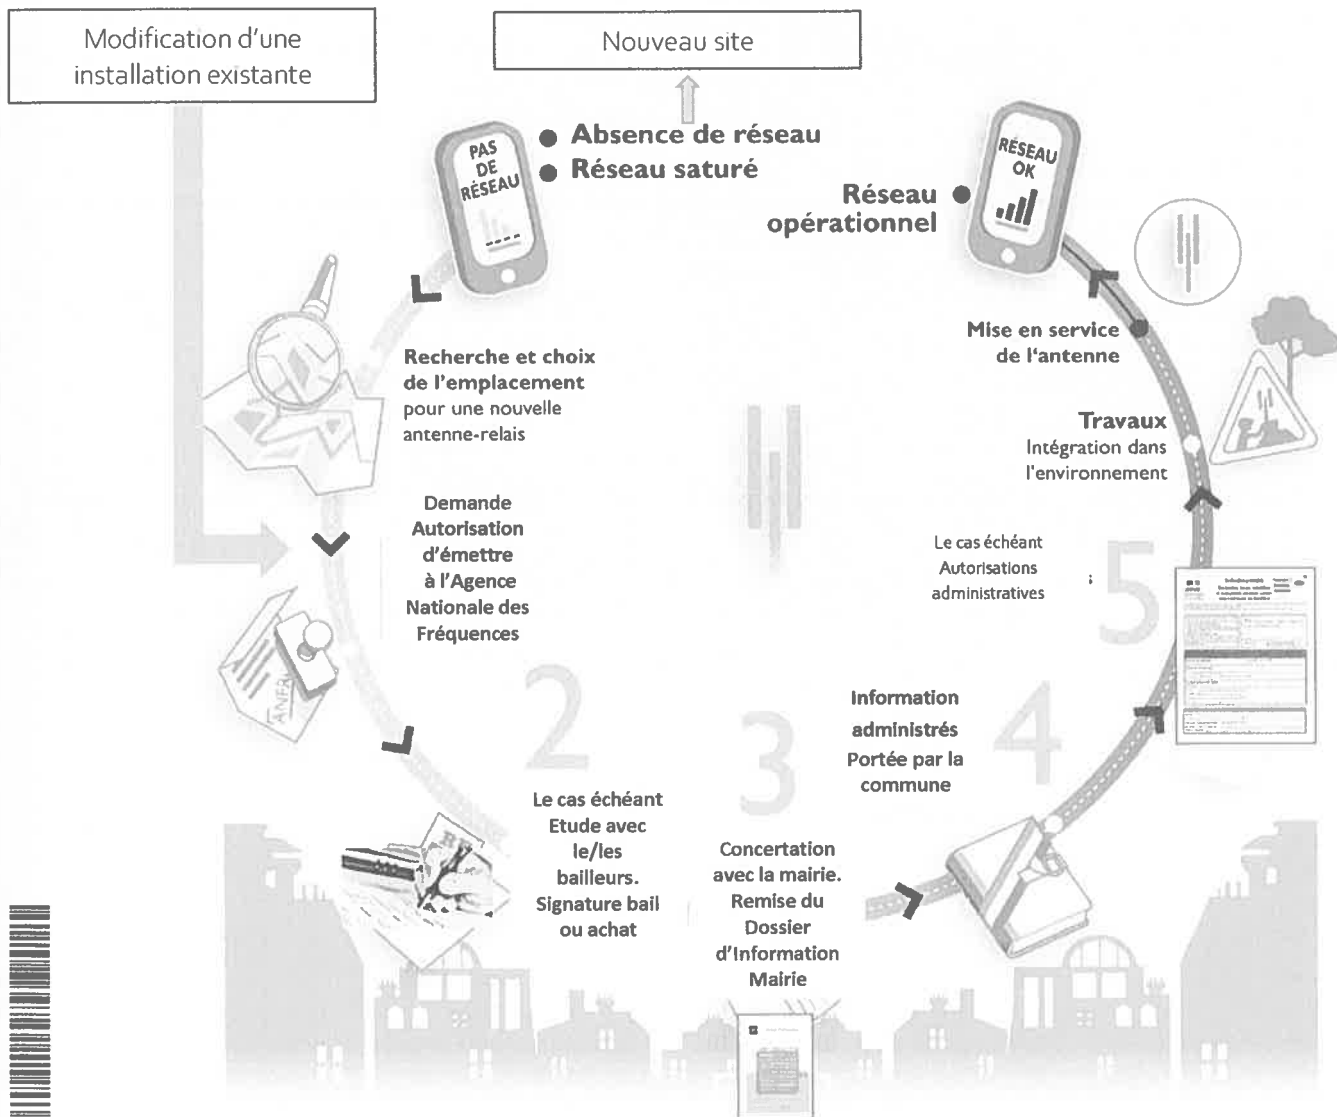 Modification d'une
installation existante
Nouveau site
PAS
DE
RÉSEAU
Absence de réseau
Réseau saturé
RÉSEAU
OK
Réseau
opérationnel
Mise en service
de l'antenne
Recherche et choix
de l'emplacement
pour une nouvelle
antenne-relais
Travaux
Intégration dans
l'environnement
Demande
Autorisation
d'émettre
à l'Agence
Nationale des
Fréquences
Le cas échéant
Autorisations
administratives
5
ANFR
2
Information
administrés
Portée par la
commune
4
3
Le cas échéant
Etude avec
le/les
bailleurs.
Signature bail
ou achat
Concertation
avec la mairie.
Remise du
Dossier
d'Information
Mairie